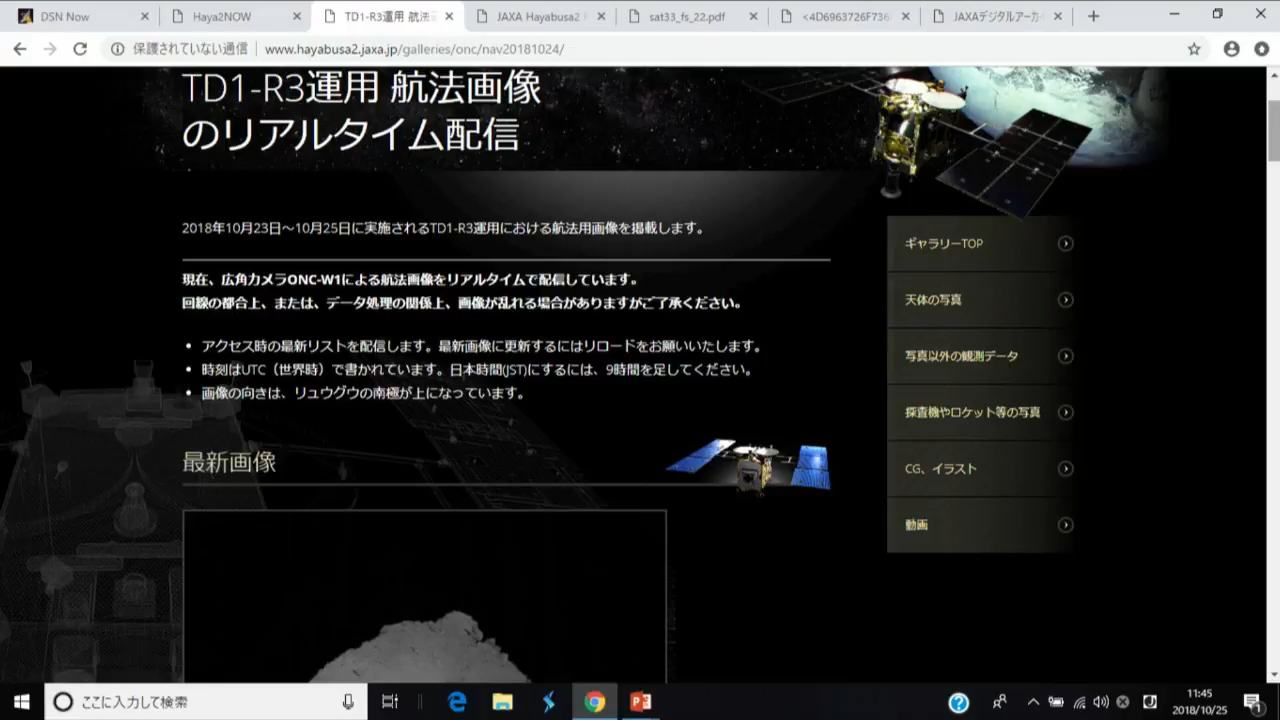 DSN Now
Haya2NOW
TD1-R3運用 航法
JAXA Hayabusa2
sat33_fs_22.pdf
<4D6963726F736
JAXAデジタルアーカ
保護されていない通信
www.hayabusa2.jaxa.jp/galleries/onc/nav20181024/
TD1-R3運用 航法画像
のリアルタイム配信
2018年10月23日～10月25日に実施されるTD1-R3運用における航法用画像を掲載します。
現在、広角カメラONC-W1による航法画像をリアルタイムで配信しています。
回線の都合上、または、データ処理の関係上、画像が乱れる場合がありますがご了承ください。
• アクセス時の最新リストを配信します。最新画像に更新するにはリロードをお願いいたします。
• 時刻はUTC（世界時）で書かれています。日本時間(JST)にするには、9時間を足してください。
• 画像の向きは、リュウグウの南極が上になっています。
最新画像
ギャラリーTOP
天体の写真
写真以外の観測データ
探査機やロケット等の写真
CG、イラスト
動画
ここに入力して検索
11:45
2018/10/25